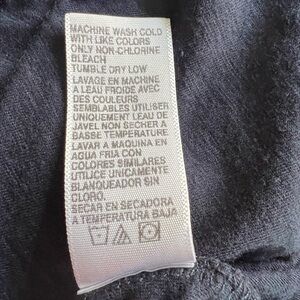 MACHINE WASH COLD
WITH LIKE COLORS
ONLY NON-CHLORINE
BLEACH
TUMBLE DRY LOW
LAVAGE EN MACHINE
A LEAU FROIDE AVEC
DES COULEURS
SEMBLABLES UTILISER
UNIQUEMENT LEAU DE
JAVEL NON SECHER A
BASSE TEMPERATURE
LAVAR A MAQUINA EN
AGUA FRIA CON
COLORES SIMILARES
UTILICE UNICAMENTE
BLANQUEADOR SIN
CLORO.
SECAR EN SECADORA
A TEMPERATURA BAJA